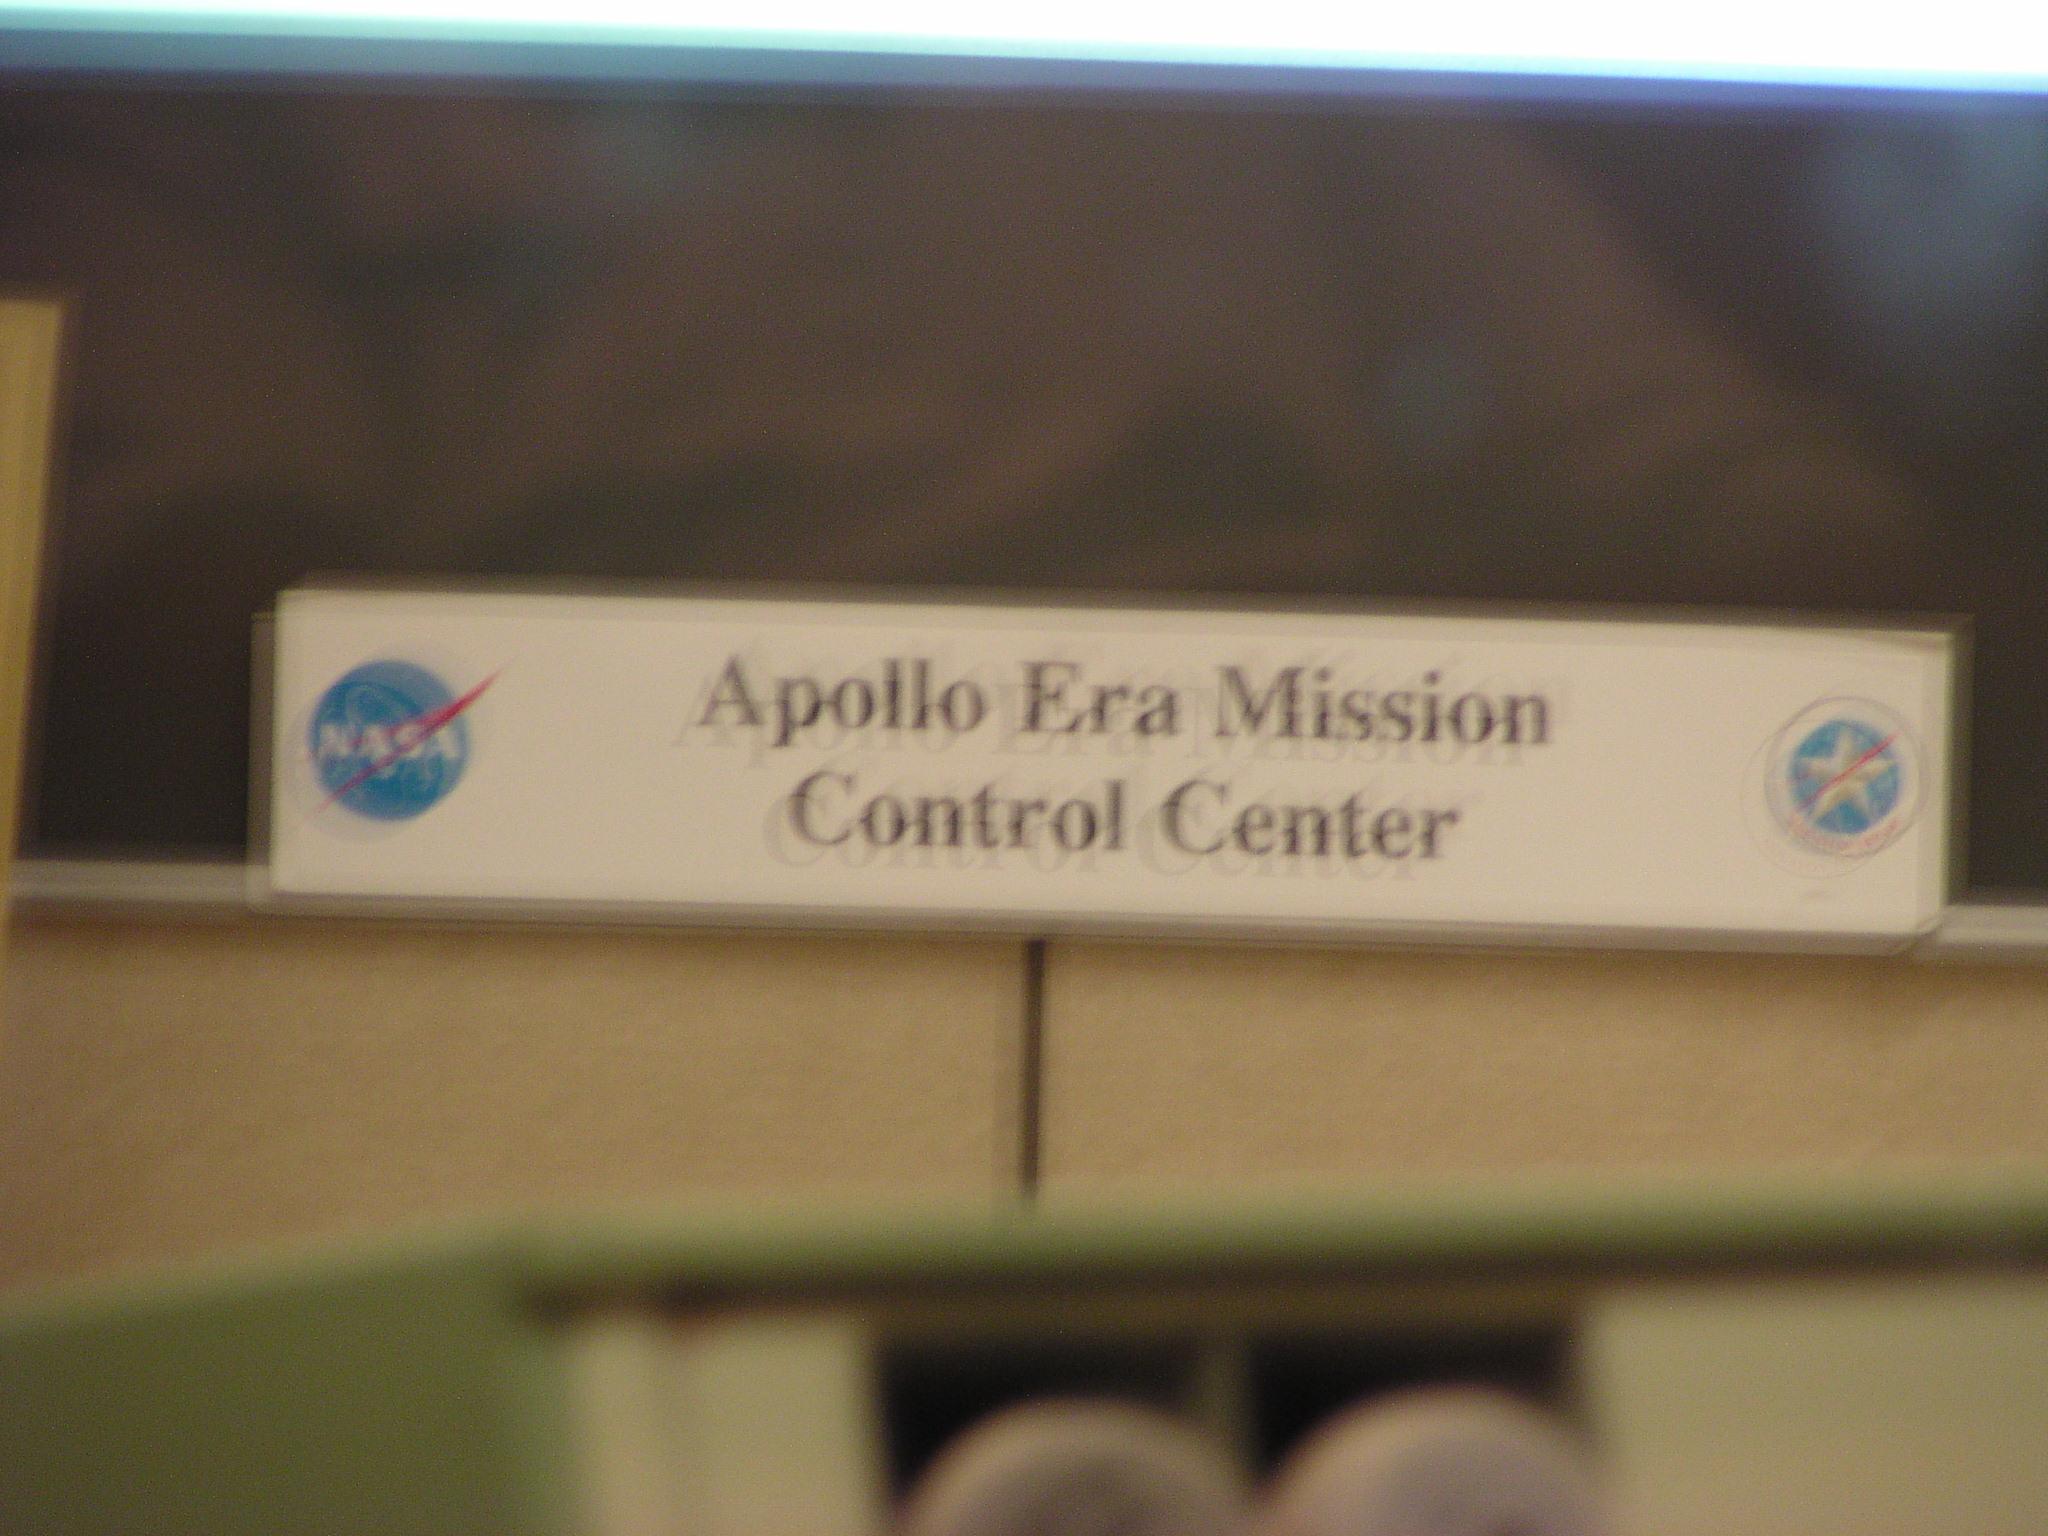 NASA
Apollo Era Mission
Control Center